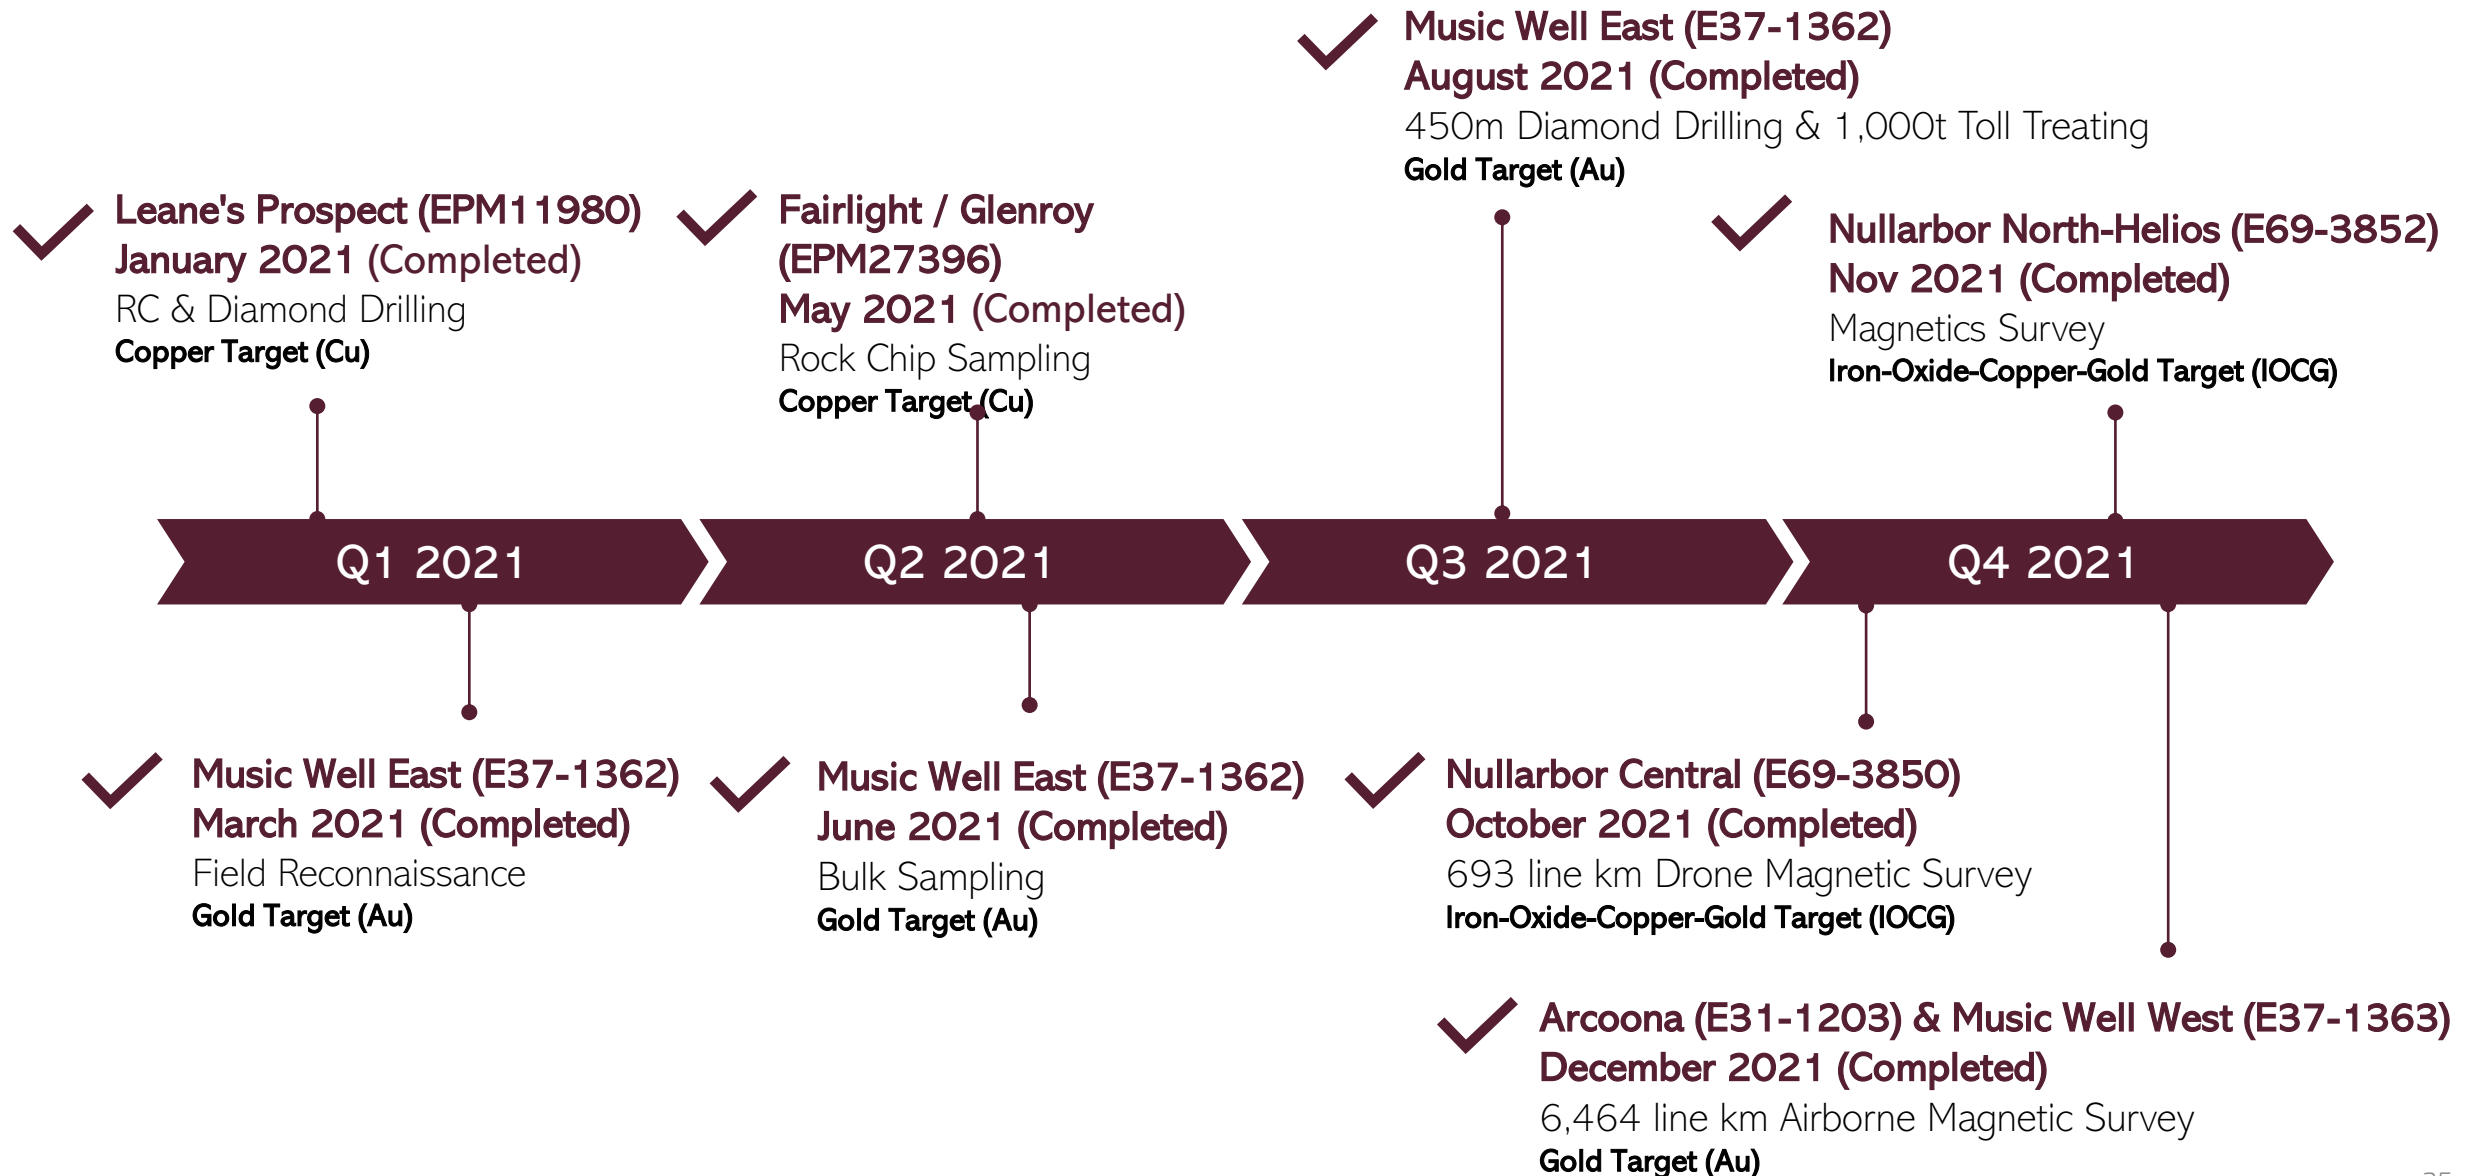 Music Well East (E37-1362)
August 2021 (Completed)
450m Diamond Drilling & 1,000t Toll Treating
Gold Target (Au)
Leane's Prospect (EPM11980)
January 2021 (Completed)
RC & Diamond Drilling
Copper Target (Cu)
Fairlight / Glenroy
(EPM27396)
May 2021 (Completed)
Rock Chip Sampling
Copper Target (Cu)
Nullarbor North-Helios (E69-3852)
Nov 2021 (Completed)
Magnetics Survey
Iron-Oxide-Copper-Gold Target (IOCG)
Q1 2021
Q2 2021
Q3 2021
Q4 2021
Music Well East (E37-1362)
March 2021 (Completed)
Field Reconnaissance
Gold Target (Au)
Music Well East (E37-1362)
June 2021 (Completed)
Bulk Sampling
Gold Target (Au)
Nullarbor Central (E69-3850)
October 2021 (Completed)
693 line km Drone Magnetic Survey
Iron-Oxide-Copper-Gold Target (IOCG)
Arcoona (E31-1203) & Music Well West (E37-1363)
December 2021 (Completed)
6,464 line km Airborne Magnetic Survey
Gold Target (Au)